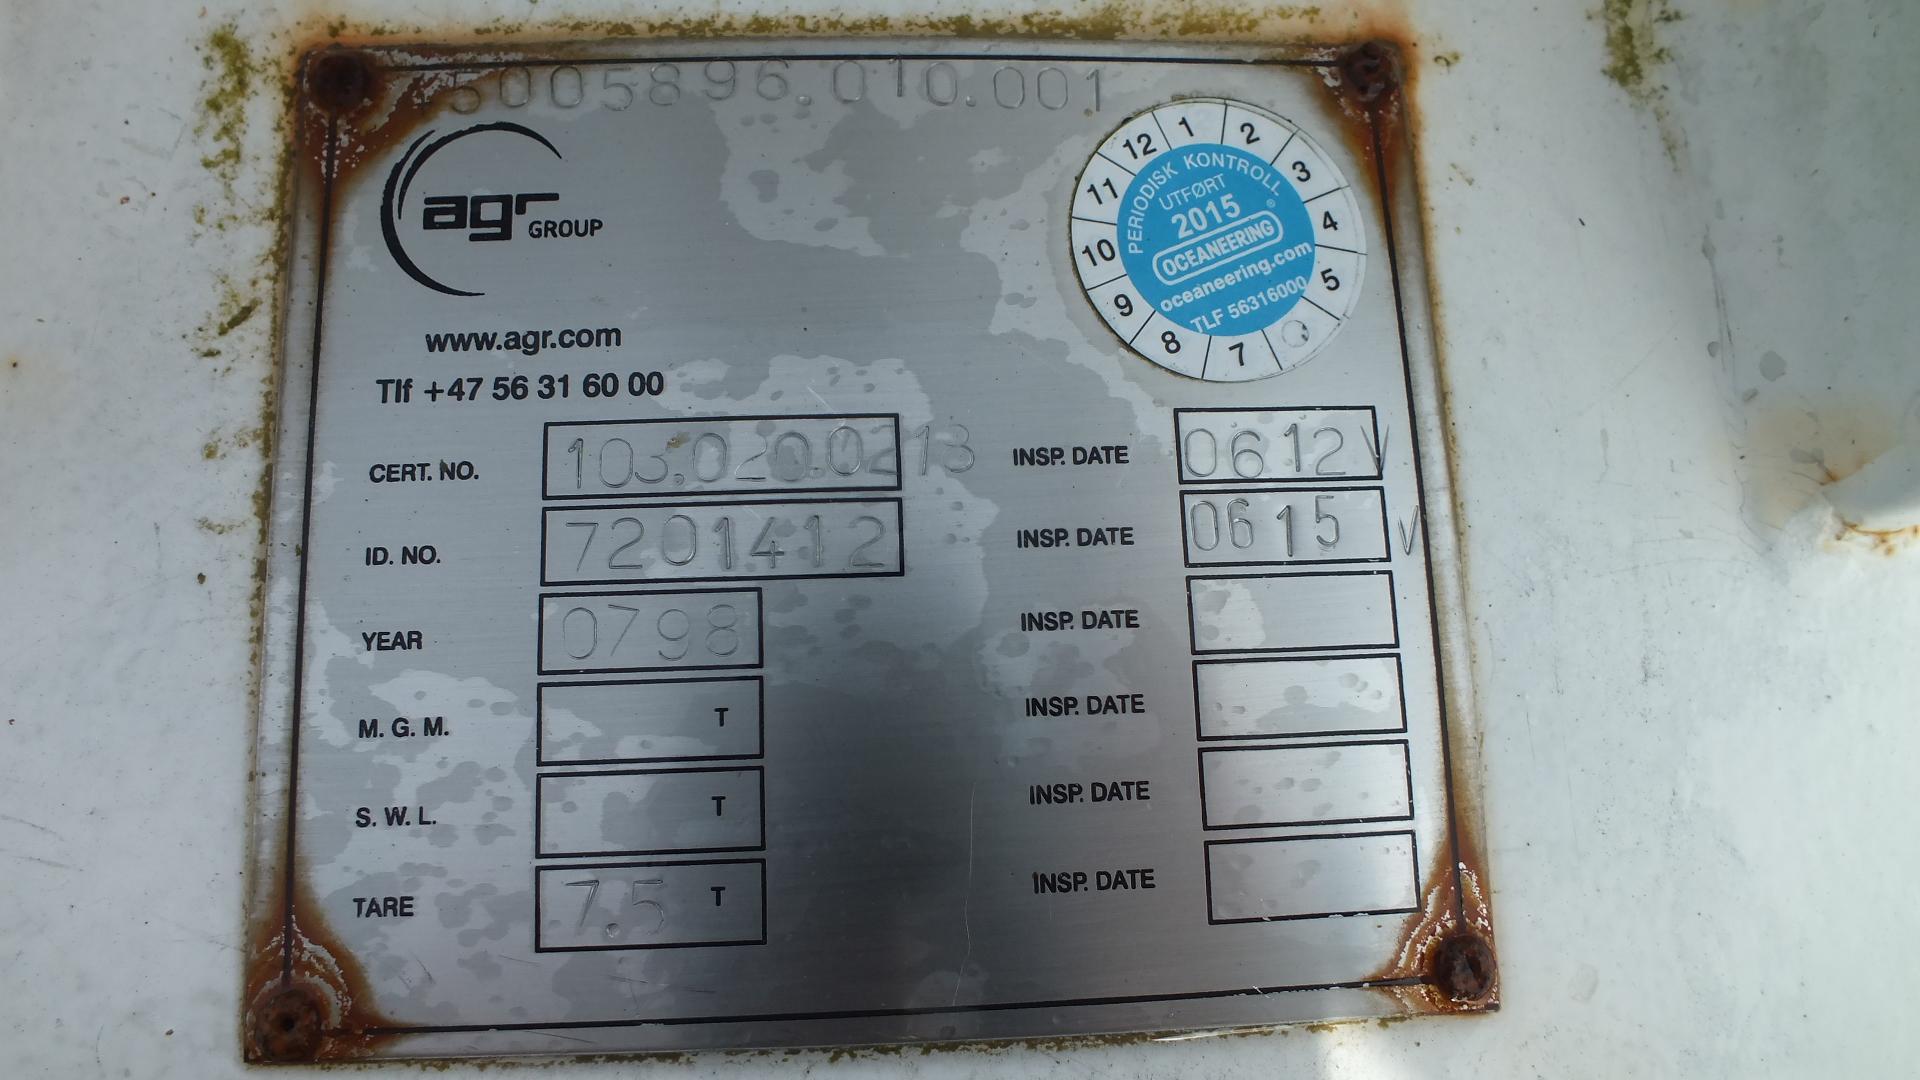 5005896.010.001
agr GROUP
www.agr.com
Tlf +47 56 31 60 00
CERT. NO. 103.020.0213
ID. NO. 7201412
YEAR 0798
M. G. M. T
S. W. L. T
TARE 7.5 T
12 1 2 3 4 5 7 8 9 10 11
PERIODISK KONTROLL
UTFØRT
2015
OCEANEERING®
oceaneering.com
TLF 56316000
INSP. DATE 0612 V
INSP. DATE 0615 V
INSP. DATE
INSP. DATE
INSP. DATE
INSP. DATE